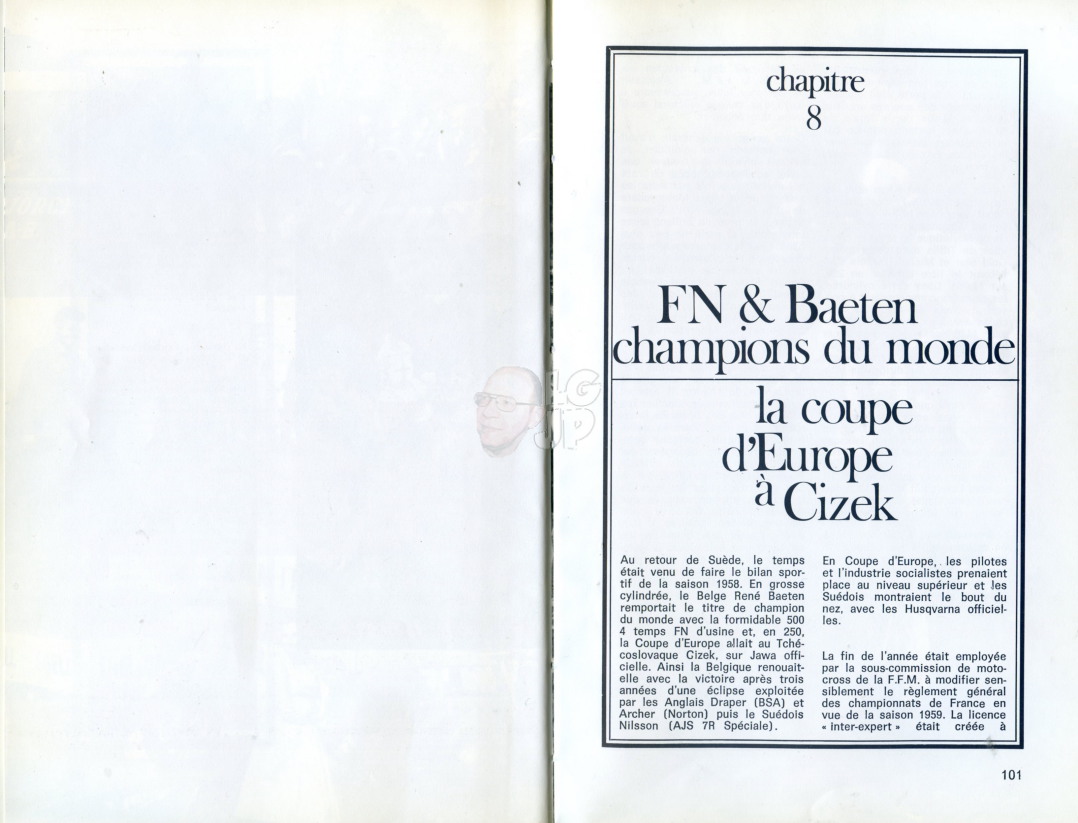 chapitre
8
FN & Baeten
champions du monde
la coupe
d'Europe
à Cizek
Au retour de Suède, le temps
était venu de faire le bilan spor-
tif de la saison 1958. En grosse
cylindrée, le Belge René Baeten
remportait le titre de champion
du monde avec la formidable 500
4 temps FN d'usine et, en 250,
la Coupe d'Europe allait au Tché-
coslovaque Cizek, sur Jawa offi-
cielle. Ainsi la Belgique renouait-
elle avec la victoire après trois
années d'une éclipse exploitée
par les Anglais Draper (BSA) et
Archer (Norton) puis le Suédois
Nilsson (AJS 7R Spéciale).
En Coupe d'Europe, les pilotes
et l'industrie socialistes prenaient
place au niveau supérieur et les
Suédois montraient le bout du
nez, avec les Husqvarna officiel-
les.
La fin de l'année était employée
par la sous-commission de moto-
cross de la F.F.M. à modifier sen-
siblement le règlement général
des championnats de France en
vue de la saison 1959. La licence
« inter-expert » était créée à
101
LG
JP